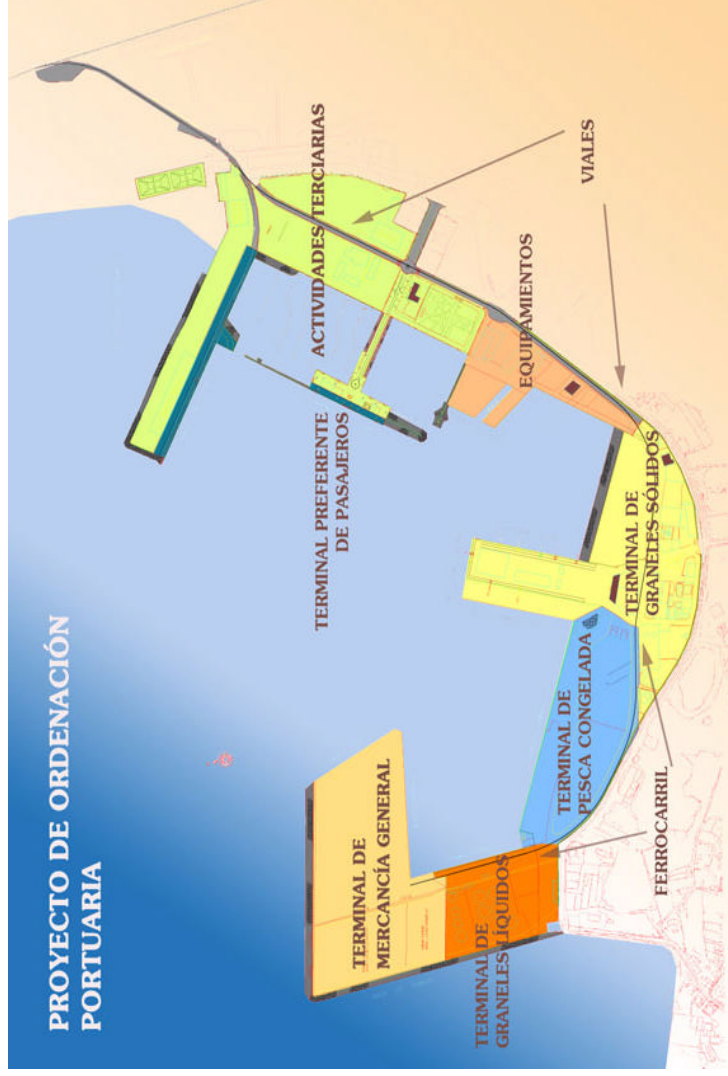 PROYECTO DE ORDENACIÓN
PORTUARIA
ACTIVIDADES TERCIARIAS
VIALES
TERMINAL PREFERENTE
DE PASAJEROS
EQUIPAMIENTOS
TERMINAL DE
GRANELES SÓLIDOS
TERMINAL DE
PESCA CONGELADA
TERMINAL DE
MERCANCÍA GENERAL
TERMINAL DE
GRANELES LÍQUIDOS
FERROCARRIL